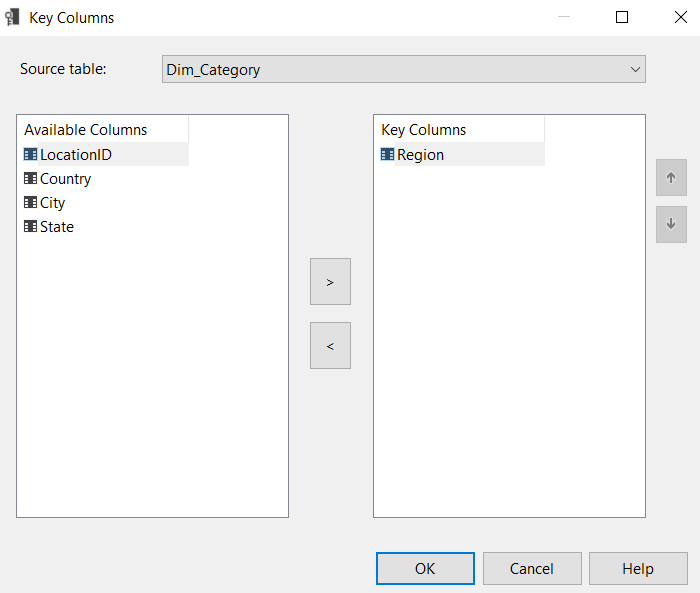 Key Columns
Source table: Dim_Category
Available Columns
LocationID
Country
City
State
>
<
Key Columns
Region
OK Cancel Help